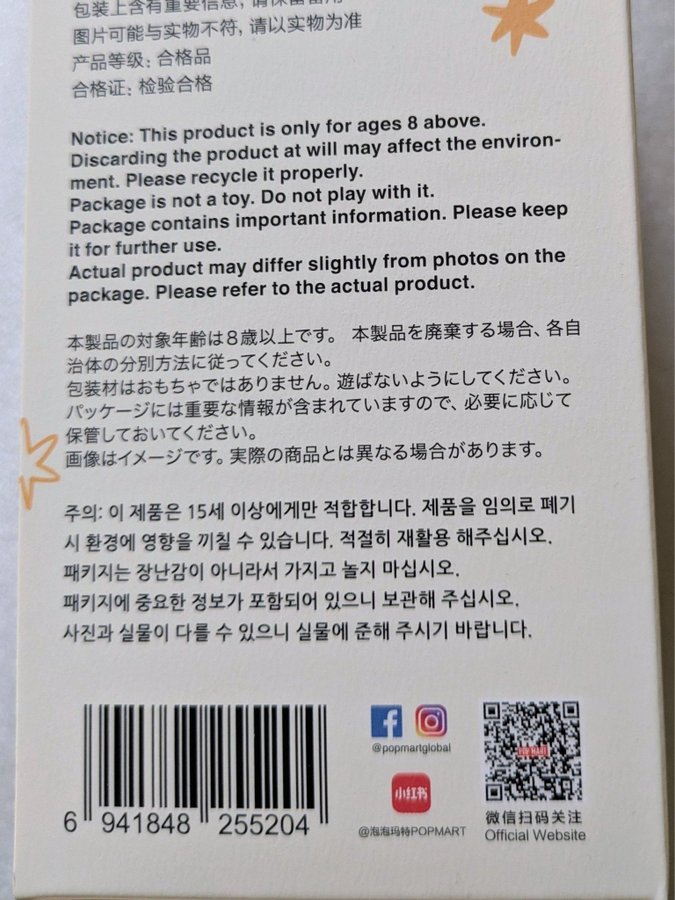 包装上含有重要信息，请保留备用
图片可能与实物不符，请以实物为准
产品等级：合格品
合格证：检验合格
Notice: This product is only for ages 8 above.
Discarding the product at will may affect the environ-
ment. Please recycle it properly.
Package is not a toy. Do not play with it.
Package contains important information. Please keep
it for further use.
Actual product may differ slightly from photos on the
package. Please refer to the actual product.
本製品の対象年齢は8歳以上です。 本製品を廃棄する場合、各自
治体の分別方法に従ってください。
包装材はおもちゃではありません。遊ばないようにしてください。
パッケージには重要な情報が含まれていますので、必要に応じて
保管しておいてください。
画像はイメージです。実際の商品とは異なる場合があります。
주의: 이 제품은 15세 이상에게만 적합합니다. 제품을 임의로 폐기
시 환경에 영향을 끼칠 수 있습니다. 적절히 재활용 해주십시오.
패키지는 장난감이 아니라서 가지고 놀지 마십시오.
패키지에 중요한 정보가 포함되어 있으니 보관해 주십시오.
사진과 실물이 다를 수 있으니 실물에 준해 주시기 바랍니다.
@popmartglobal
POP MART
小红书
@泡泡玛特POPMART
微信扫码关注
Official Website
6 941848 255204